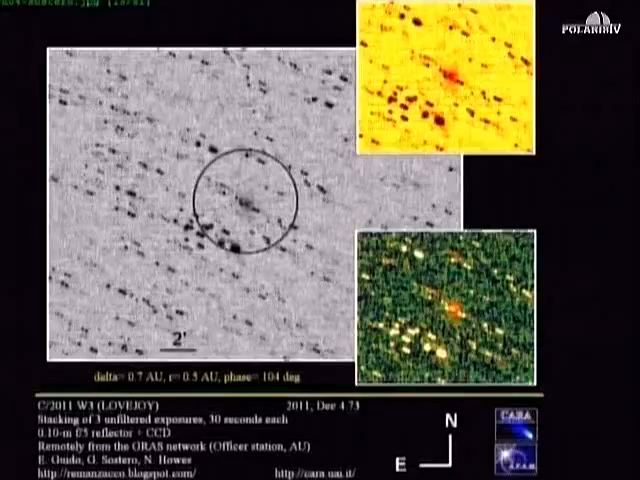 POLARIMV
2'
delta= 0.7 AU, r= 0.5 AU, phase= 104 deg
C/2011 W3 (LOVEJOY) 2011, Dec 4.73
Stacking of 3 unfiltered exposures, 30 seconds each
0.10-m f/5 reflector + CCD
Remotely from the GRAS network (Officer station, AU)
E. Guido, G. Sostero, N. Howes
http://remanzacco.blogspot.com/ http://cara.uai.it/
N
E
CARA